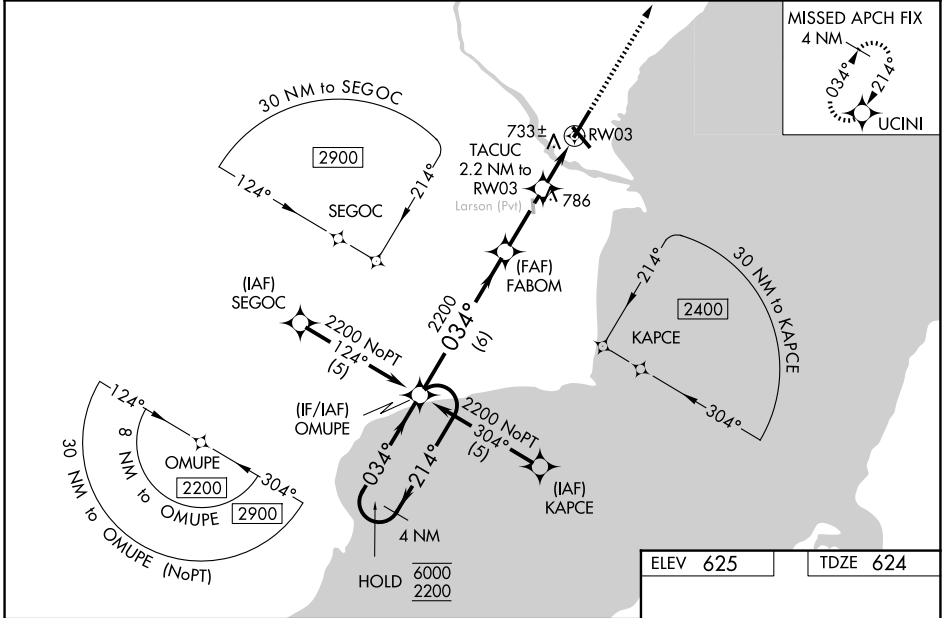 MISSED APCH FIX
4 NM
034°
214°
UCINI
30 NM to SEGOC
2900
124°
214°
SEGOC
733±
RW03
TACUC
2.2 NM to
RW03
Larson (Pvt)
786
(FAF)
FABOM
2200
034°
(6)
(IAF)
SEGOC
2200 NoPT
124°
(5)
(IF/IAF)
OMUPE
2200 NoPT
304°
(5)
(IAF)
KAPCE
034°
214°
4 NM
HOLD
6000
2200
214°
30 NM to KAPCE
2400
KAPCE
304°
124°
8 NM to OMUPE
OMUPE
2200
304°
2900
30 NM to OMUPE (NoPT)
ELEV 625
TDZE 624